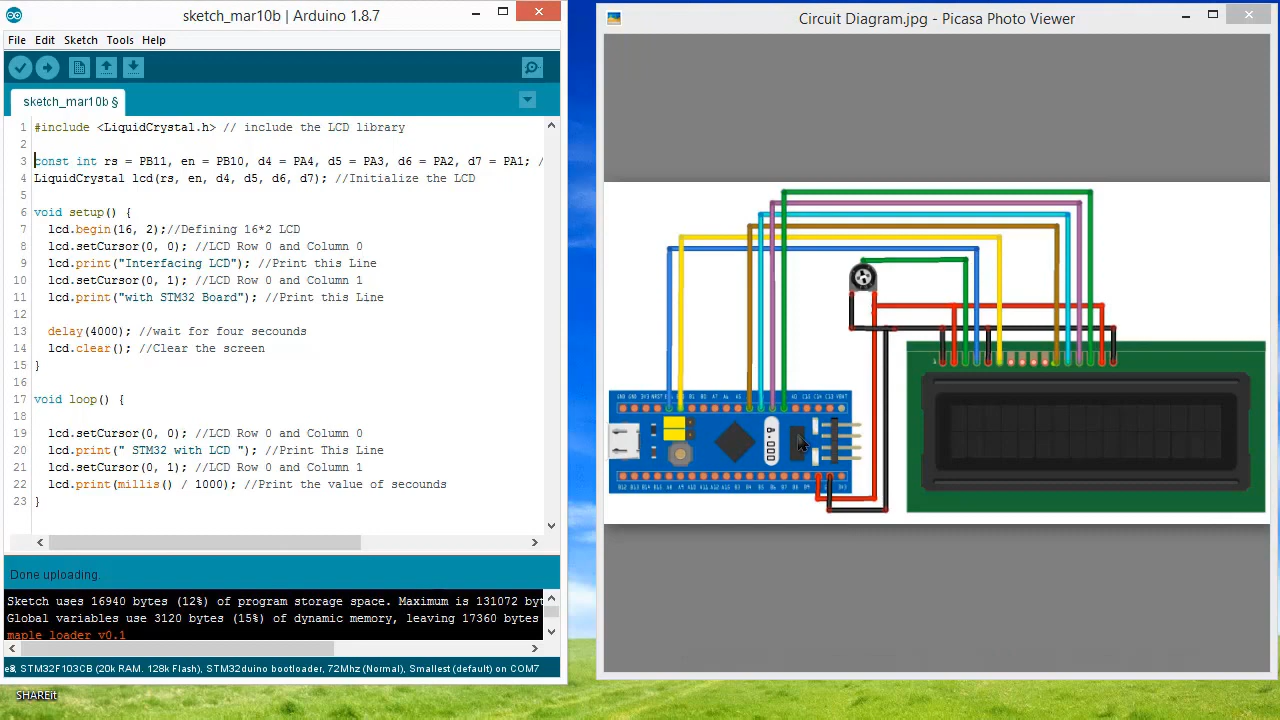 sketch_mar10b | Arduino 1.8.7
File Edit Sketch Tools Help
sketch_mar10b §
1 #include <LiquidCrystal.h> // include the LCD library
2
3 const int rs = PB11, en = PB10, d4 = PA4, d5 = PA3, d6 = PA2, d7 = PA1; /
4 LiquidCrystal lcd(rs, en, d4, d5, d6, d7); //Initialize the LCD
5
6 void setup() {
7 lcd.begin(16, 2);//Defining 16*2 LCD
8 lcd.setCursor(0, 0); //LCD Row 0 and Column 0
9 lcd.print("Interfacing LCD"); //Print this Line
10 lcd.setCursor(0, 1); //LCD Row 0 and Column 1
11 lcd.print("with STM32 Board"); //Print this Line
12
13 delay(4000); //wait for four secounds
14 lcd.clear(); //Clear the screen
15 }
16
17 void loop() {
18
19 lcd.setCursor(0, 0); //LCD Row 0 and Column 0
20 lcd.print(" STM32 with LCD "); //Print This Line
21 lcd.setCursor(0, 1); //LCD Row 0 and Column 1
22 lcd.print(millis() / 1000); //Print the value of secounds
23 }
Done uploading.
Sketch uses 16940 bytes (12%) of program storage space. Maximum is 131072 byt
Global variables use 3120 bytes (15%) of dynamic memory, leaving 17360 bytes
maple loader v0.1
STM32F103CB (20k RAM. 128k Flash), STM32duino bootloader, 72Mhz (Normal), Smallest (default) on COM7
SHAREit
Circuit Diagram.jpg - Picasa Photo Viewer